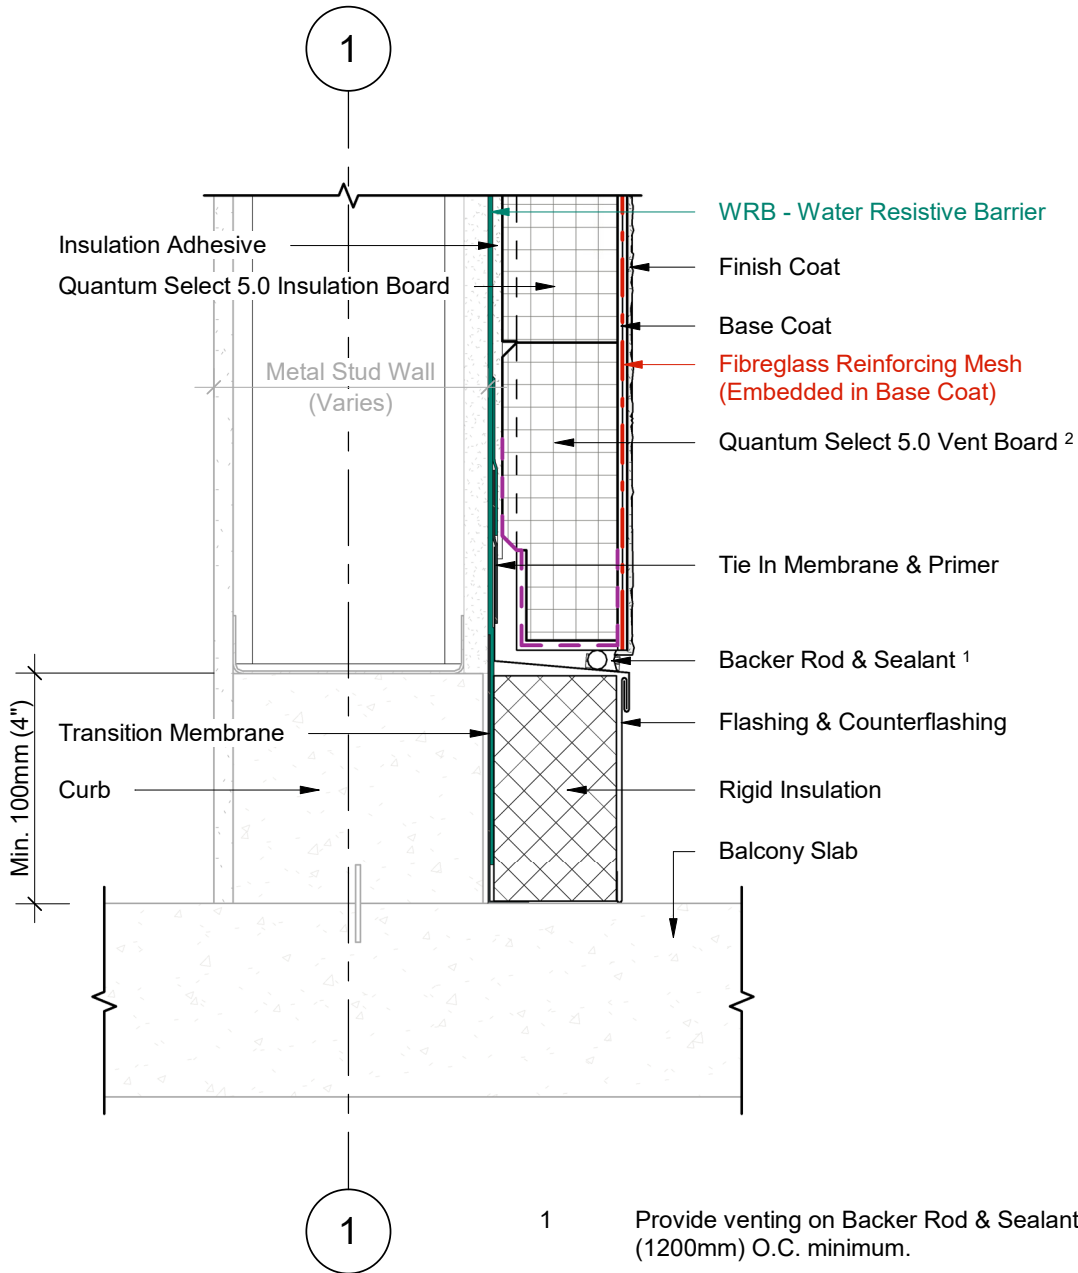 1
Insulation Adhesive
Quantum Select 5.0 Insulation Board
Metal Stud Wall
(Varies)
WRB - Water Resistive Barrier
Finish Coat
Base Coat
Fibreglass Reinforcing Mesh
(Embedded in Base Coat)
Quantum Select 5.0 Vent Board 2
Tie In Membrane & Primer
Backer Rod & Sealant 1
Flashing & Counterflashing
Rigid Insulation
Balcony Slab
Transition Membrane
Curb
Min. 100mm (4")
1
1 Provide venting on Backer Rod & Sealant
(1200mm) O.C. minimum.